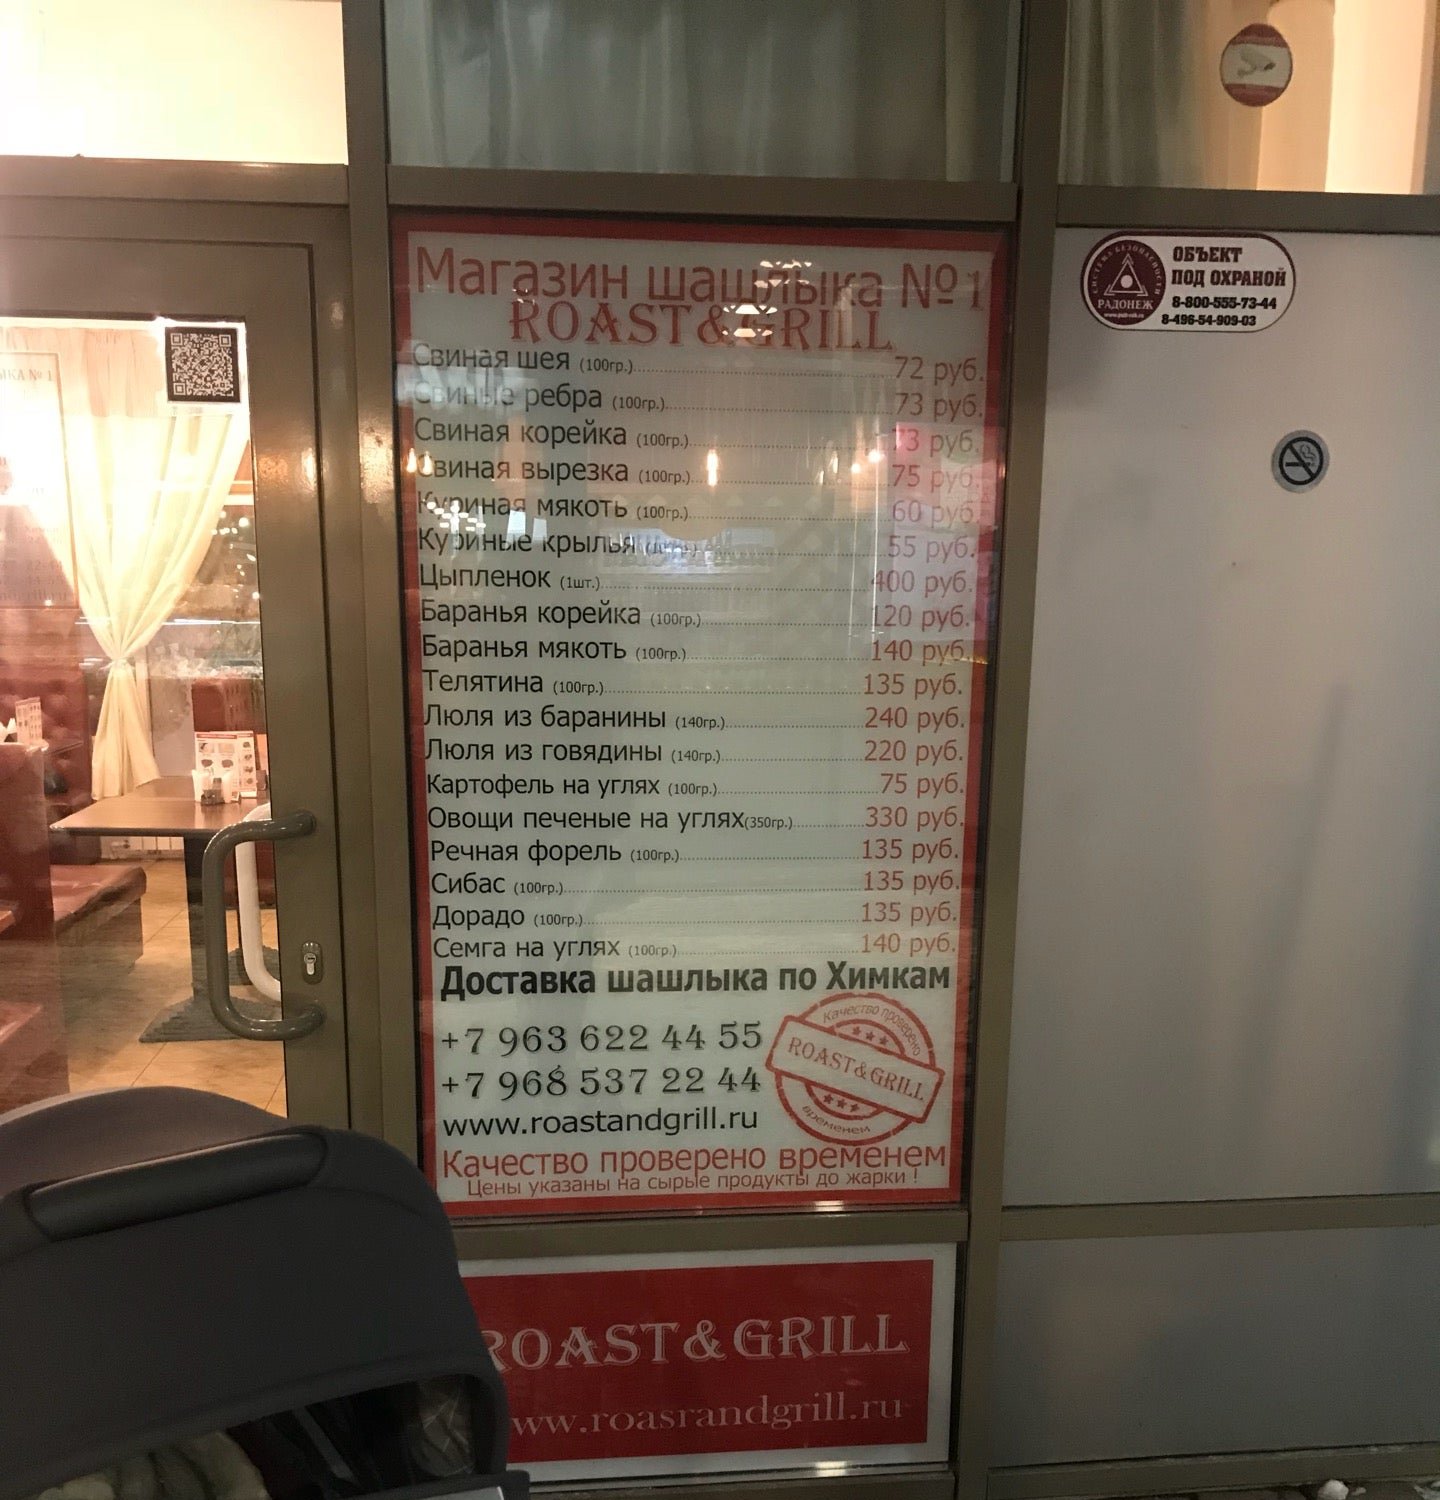 Магазин шашлыка №1
ROAST&GRILL
Свиная шея (100гр.) 72 руб.
Свиные ребра (100гр.) 73 руб.
Свиная корейка (100гр.) 73 руб.
Свиная вырезка (100гр.) 75 руб.
Куриная мякоть (100гр.) 60 руб.
Куриные крылья 55 руб.
Цыпленок (1шт.) 400 руб.
Баранья корейка (100гр.) 120 руб.
Баранья мякоть (100гр.) 140 руб.
Телятина (100гр.) 135 руб.
Люля из баранины (140гр.) 240 руб.
Люля из говядины (140гр.) 220 руб.
Картофель на углях (100гр.) 75 руб.
Овощи печеные на углях(350гр.) 330 руб.
Речная форель (100гр.) 135 руб.
Сибас (100гр.) 135 руб.
Дорадо (100гр.) 135 руб.
Семга на углях (100гр.) 140 руб.
Доставка шашлыка по Химкам
+7 963 622 44 55
+7 968 537 22 44
www.roastandgrill.ru
Качество проверено
ROAST&GRILL
временем
Качество проверено временем
Цены указаны на сырые продукты до жарки !
ROAST&GRILL
www.roasrandgrill.ru
СИСТЕМА БЕЗОПАСНОСТИ
РАДОНЕЖ
ОБЪЕКТ
ПОД ОХРАНОЙ
8-800-555-73-44
8-496-54-909-03